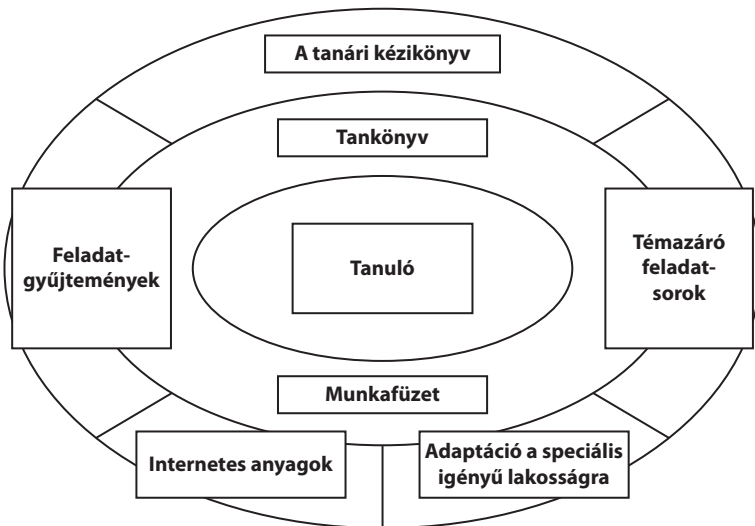 A tanári kézikönyv
Tankönyv
Feladat-
gyűjtemények
Tanuló
Témazáró
feladat-
sorok
Munkafüzet
Internetes anyagok
Adaptáció a speciális
igényű lakosságra